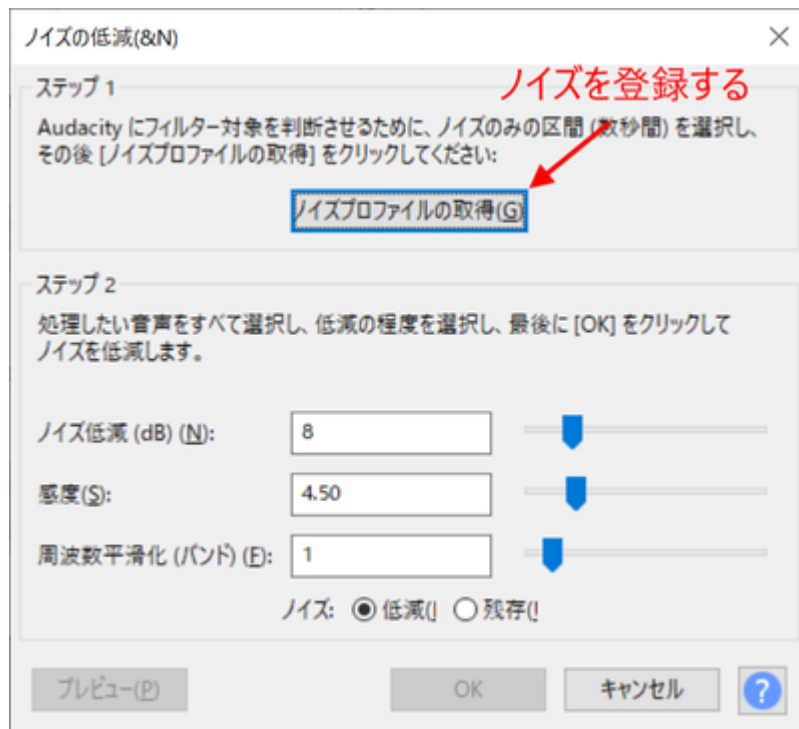 ノイズの低減(&N)
ステップ 1
ノイズを登録する
Audacity にフィルター対象を判断させるために、ノイズのみの区間 (数秒間) を選択し、
その後 [ノイズプロファイルの取得] をクリックしてください:
ノイズプロファイルの取得(G)
ステップ 2
処理したい音声をすべて選択し、低減の程度を選択し、最後に [OK] をクリックして
ノイズを低減します。
ノイズ低減 (dB) (N): 8
感度(S): 4.50
周波数平滑化 (バンド) (F): 1
ノイズ: 低減( 残存(
プレビュー(P) OK キャンセル ?